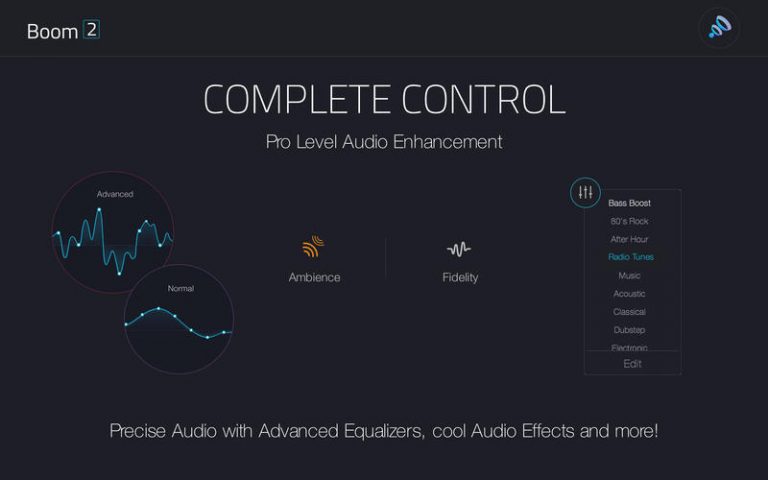 Boom 2
COMPLETE CONTROL
Pro Level Audio Enhancement
Advanced
Normal
Ambience
Fidelity
Bass Boost
80's Rock
After Hour
Radio Tunes
Music
Acoustic
Classical
Dubstep
Electronic
Edit
Precise Audio with Advanced Equalizers, cool Audio Effects and more!